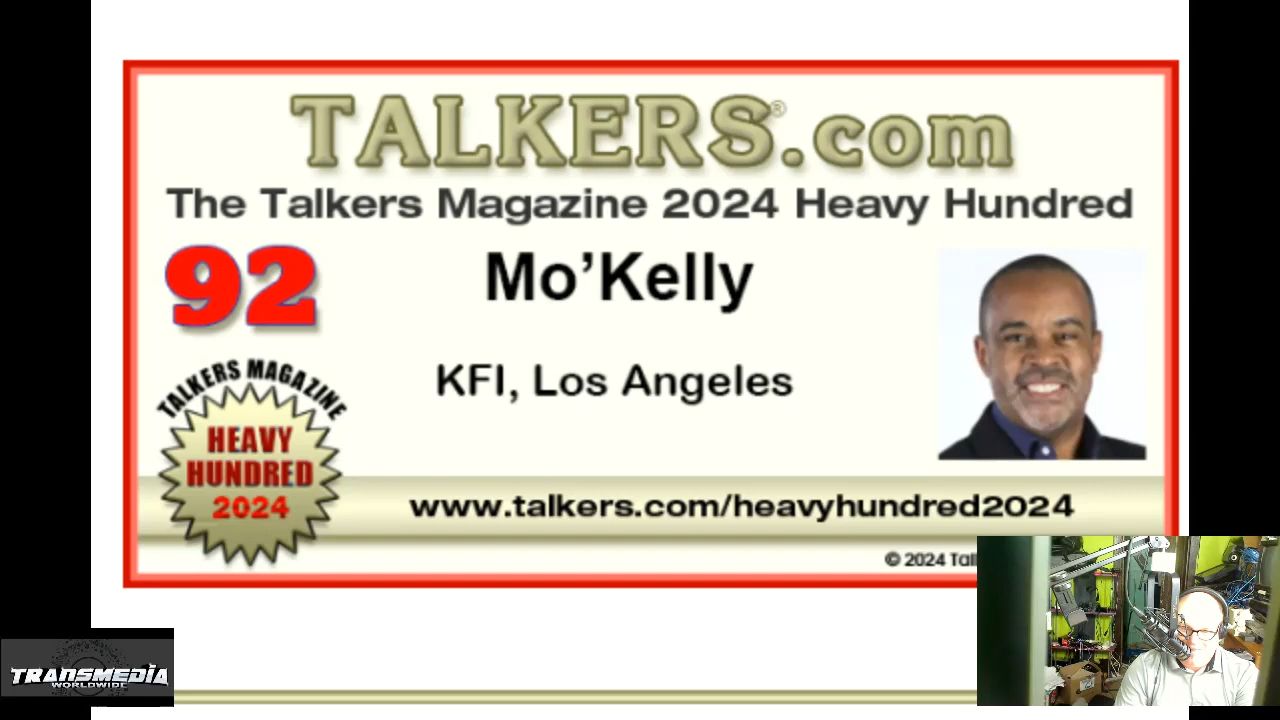 TALKERS®.com
The Talkers Magazine 2024 Heavy Hundred
92
Mo’Kelly
KFI, Los Angeles
TALKERS MAGAZINE
HEAVY
HUNDRED
2024
www.talkers.com/heavyhundred2024
© 2024
TRANSMEDIA
WORLDWIDE